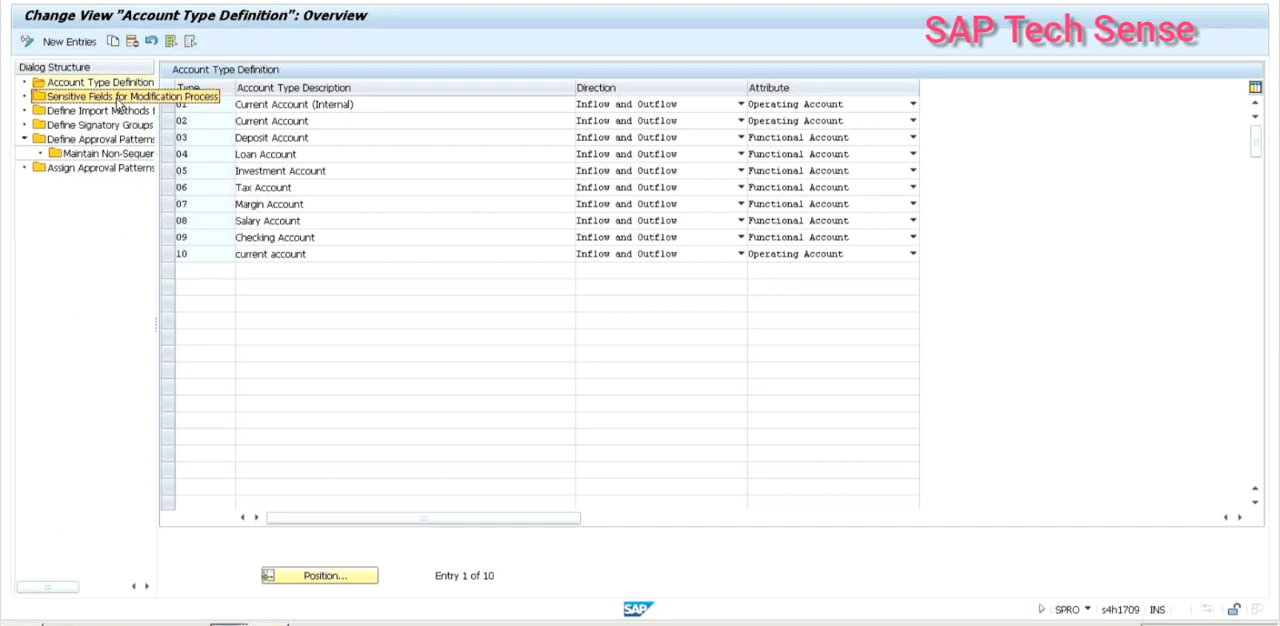 Change View "Account Type Definition": Overview
SAP Tech Sense
New Entries
Dialog Structure
Account Type Definition
Sensitive Fields for Modification Process
Define Import Methods f
Define Signatory Groups
Define Approval Patterns
Maintain Non-Sequer
Assign Approval Patterns
Account Type Definition
Type Account Type Description Direction Attribute
01 Current Account (Internal) Inflow and Outflow Operating Account
02 Current Account Inflow and Outflow Operating Account
03 Deposit Account Inflow and Outflow Functional Account
04 Loan Account Inflow and Outflow Functional Account
05 Investment Account Inflow and Outflow Functional Account
06 Tax Account Inflow and Outflow Functional Account
07 Margin Account Inflow and Outflow Functional Account
08 Salary Account Inflow and Outflow Functional Account
09 Checking Account Inflow and Outflow Functional Account
10 current account Inflow and Outflow Operating Account
Position... Entry 1 of 10
SAP
SPRO s4h1709 INS